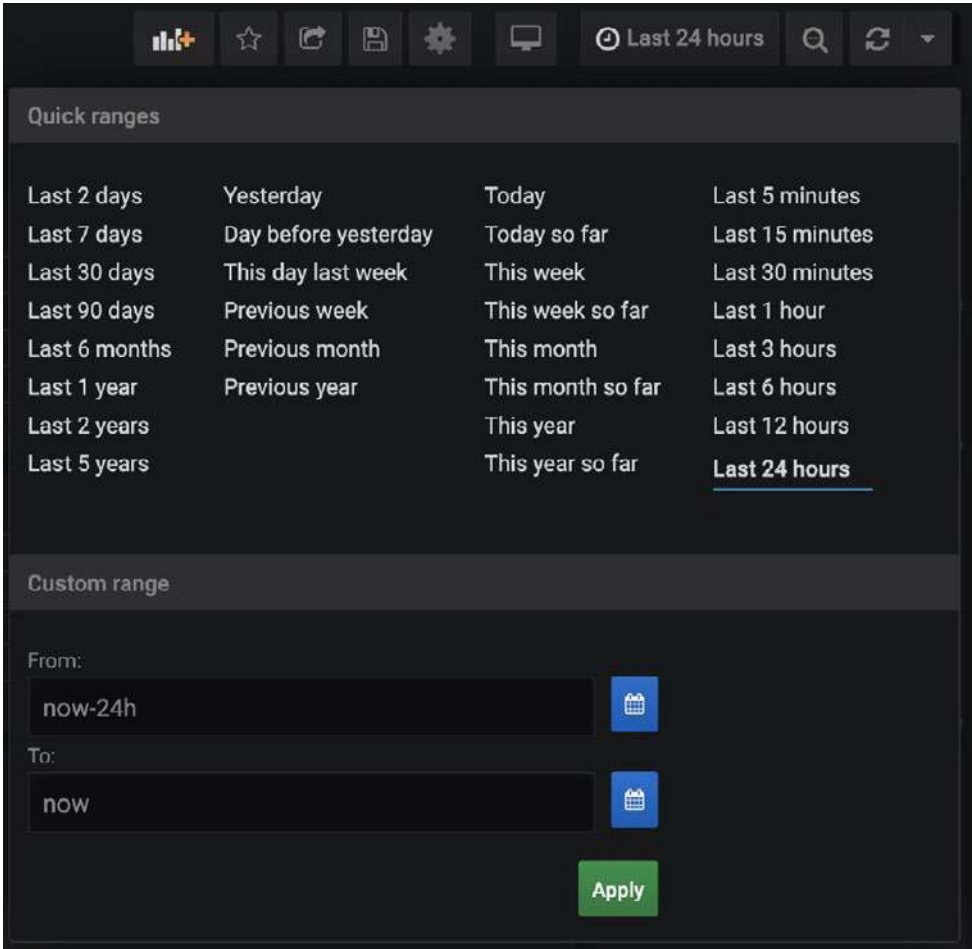 Last 24 hours
Quick ranges
Last 2 days
Last 7 days
Last 30 days
Last 90 days
Last 6 months
Last 1 year
Last 2 years
Last 5 years
Yesterday
Day before yesterday
This day last week
Previous week
Previous month
Previous year
Today
Today so far
This week
This week so far
This month
This month so far
This year
This year so far
Last 5 minutes
Last 15 minutes
Last 30 minutes
Last 1 hour
Last 3 hours
Last 6 hours
Last 12 hours
Last 24 hours
Custom range
From:
now-24h
To:
now
Apply